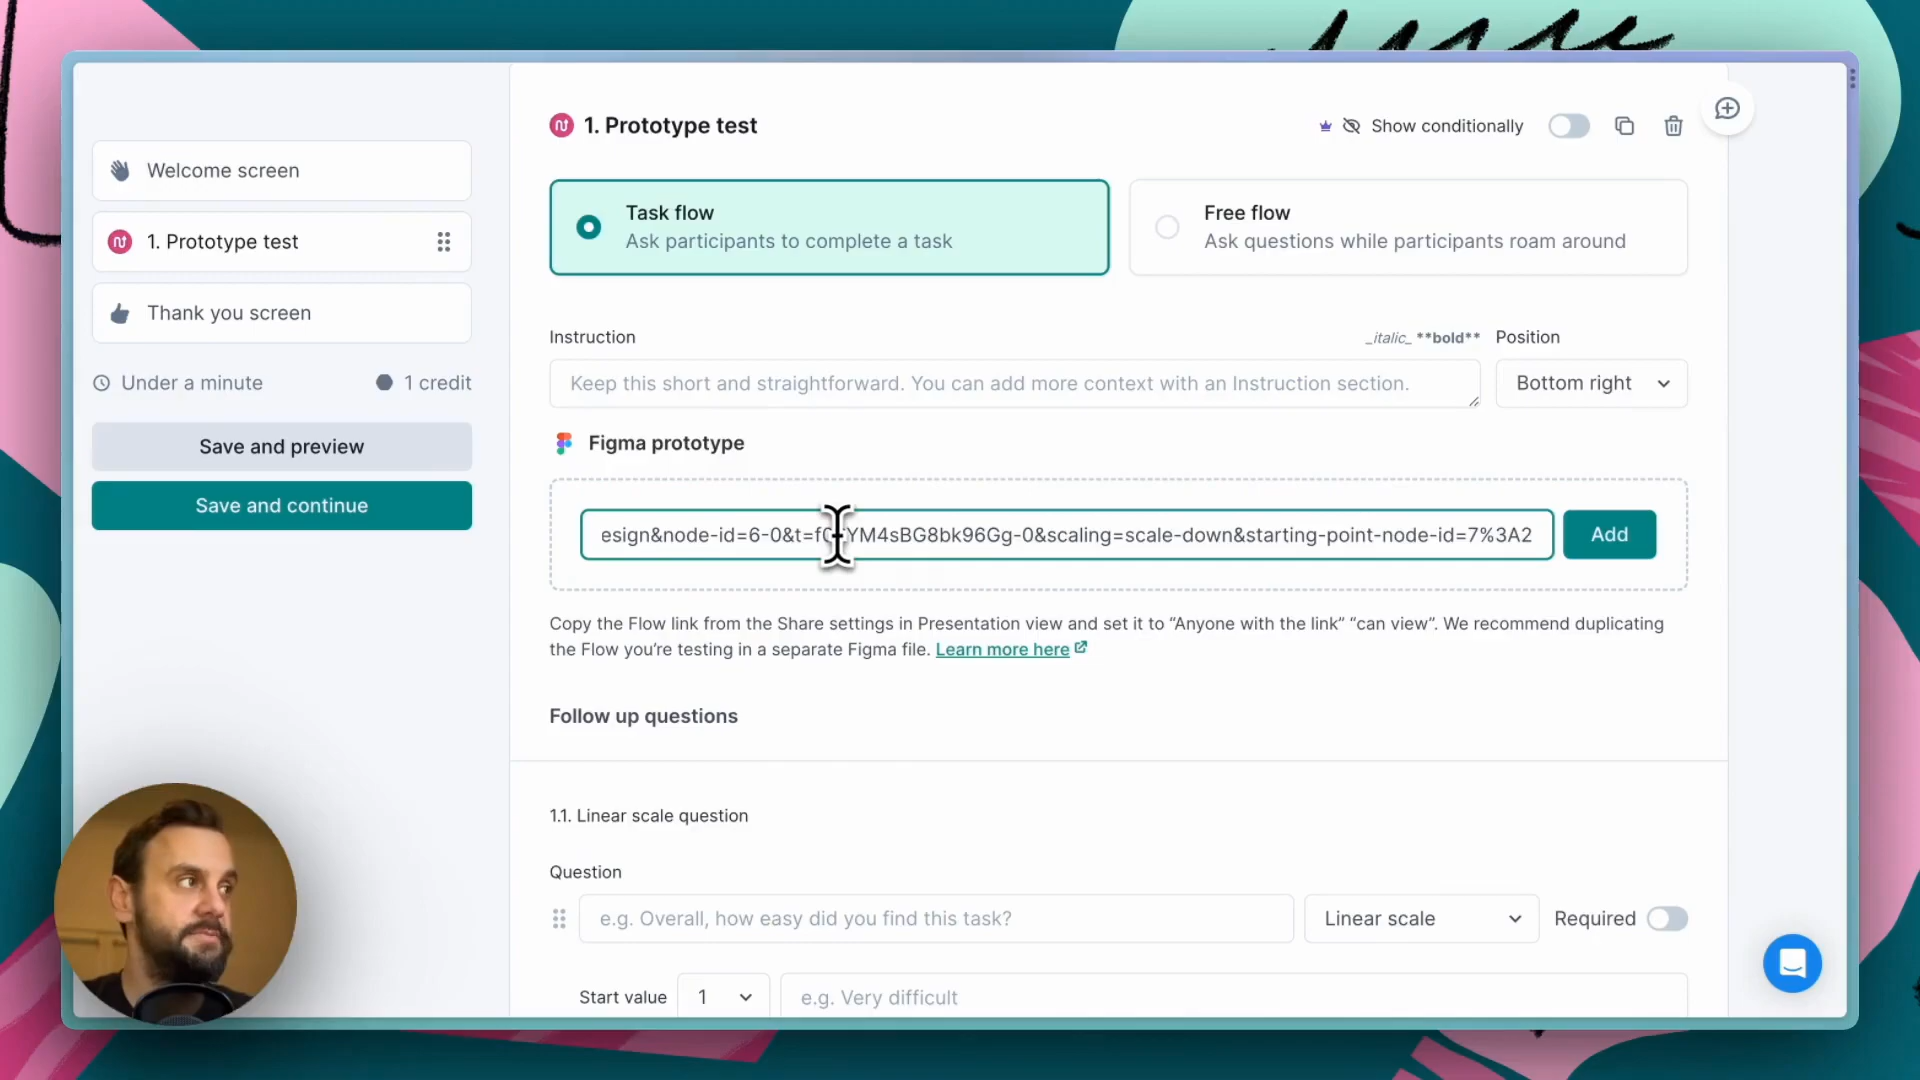 1. Prototype test
Show conditionally
Welcome screen
1. Prototype test
Thank you screen
Under a minute
1 credit
Save and preview
Save and continue
Task flow
Ask participants to complete a task
Free flow
Ask questions while participants roam around
Instruction
_italic_ **bold**
Position
Keep this short and straightforward. You can add more context with an Instruction section.
Bottom right
Figma prototype
Add
Copy the Flow link from the Share settings in Presentation view and set it to “Anyone with the link” “can view”. We recommend duplicating
the Flow you’re testing in a separate Figma file. Learn more here
Follow up questions
1.1. Linear scale question
Question
e.g. Overall, how easy did you find this task?
Linear scale
Required
Start value
1
e.g. Very difficult